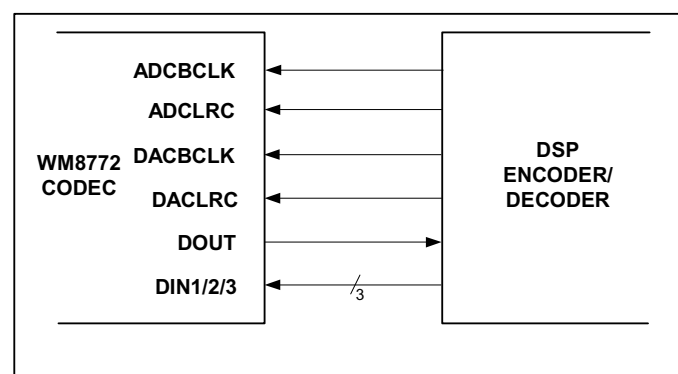 ADCBCLK
ADCLRC
DACBCLK
DACLRC
DOUT
DIN1/2/3
WM8772
CODEC
3
DSP
ENCODER/
DECODER